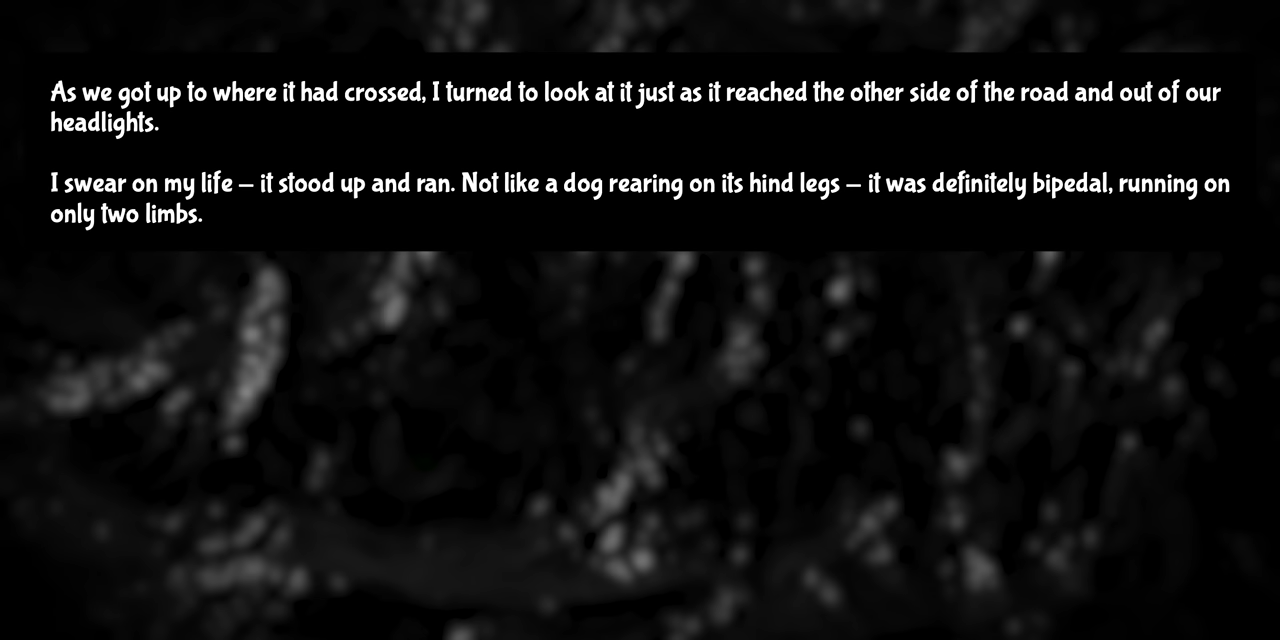 As we got up to where it had crossed, I turned to look at it just as it reached the other side of the road and out of our
headlights.
I swear on my life – it stood up and ran. Not like a dog rearing on its hind legs – it was definitely bipedal, running on
only two limbs.